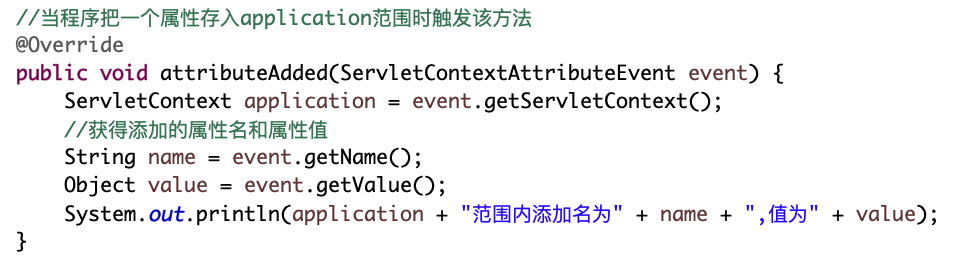 //当程序把一个属性存入application范围时触发该方法
@Override
public void attributeAdded(ServletContextAttributeEvent event) {
    ServletContext application = event.getServletContext();
    //获得添加的属性名和属性值
    String name = event.getName();
    Object value = event.getValue();
    System.out.println(application + "范围内添加名为" + name + ",值为" + value);
}